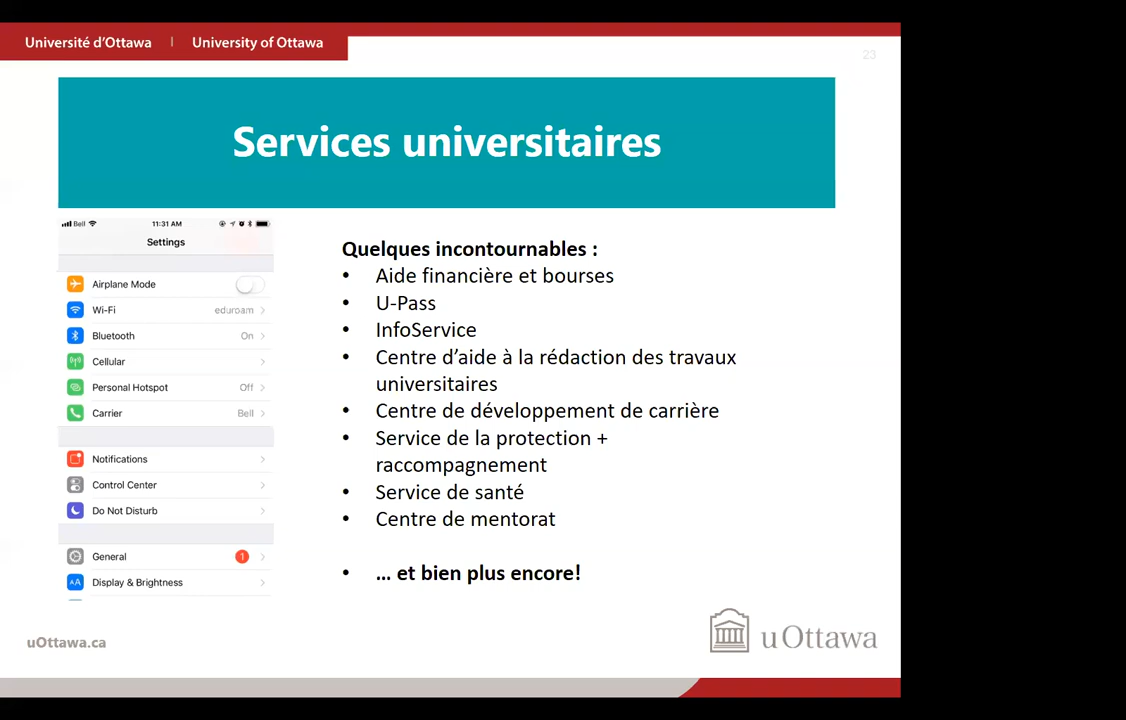 Université d'Ottawa | University of Ottawa
23
Services universitaires
Bell 11:31 AM
Settings
Airplane Mode
Wi-Fi eduroam
Bluetooth On
Cellular
Personal Hotspot Off
Carrier Bell
Notifications
Control Center
Do Not Disturb
General 1
AA Display & Brightness
Quelques incontournables :
• Aide financière et bourses
• U-Pass
• InfoService
• Centre d’aide à la rédaction des travaux
universitaires
• Centre de développement de carrière
• Service de la protection +
raccompagnement
• Service de santé
• Centre de mentorat
• … et bien plus encore!
uOttawa.ca
uOttawa